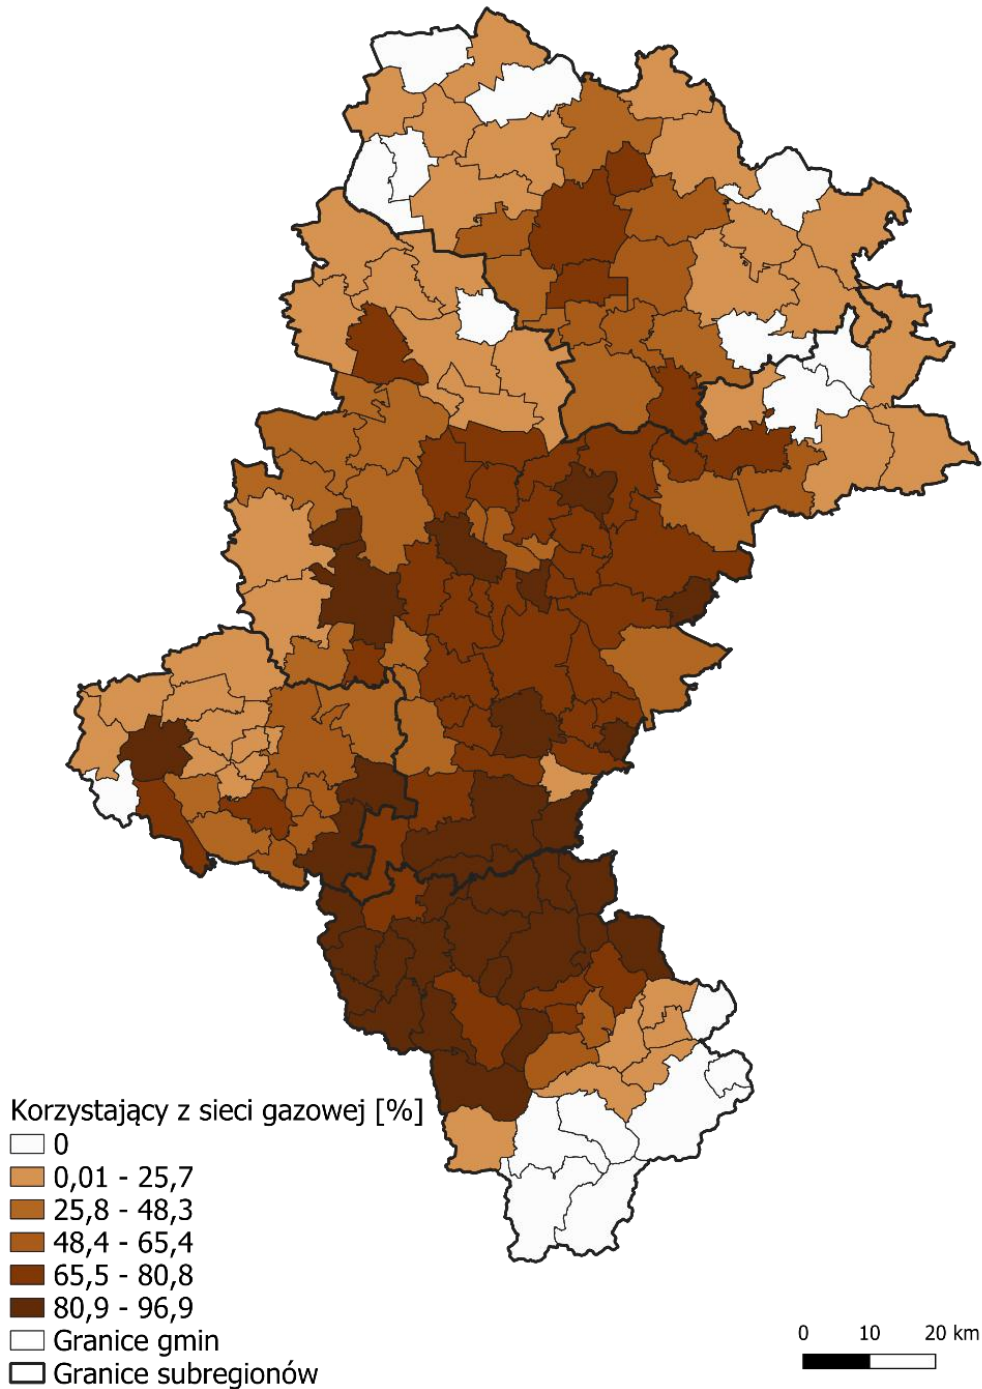 Korzystający z sieci gazowej [%]
0
0,01 - 25,7
25,8 - 48,3
48,4 - 65,4
65,5 - 80,8
80,9 - 96,9
Granice gmin
Granice subregionów
0 10 20 km